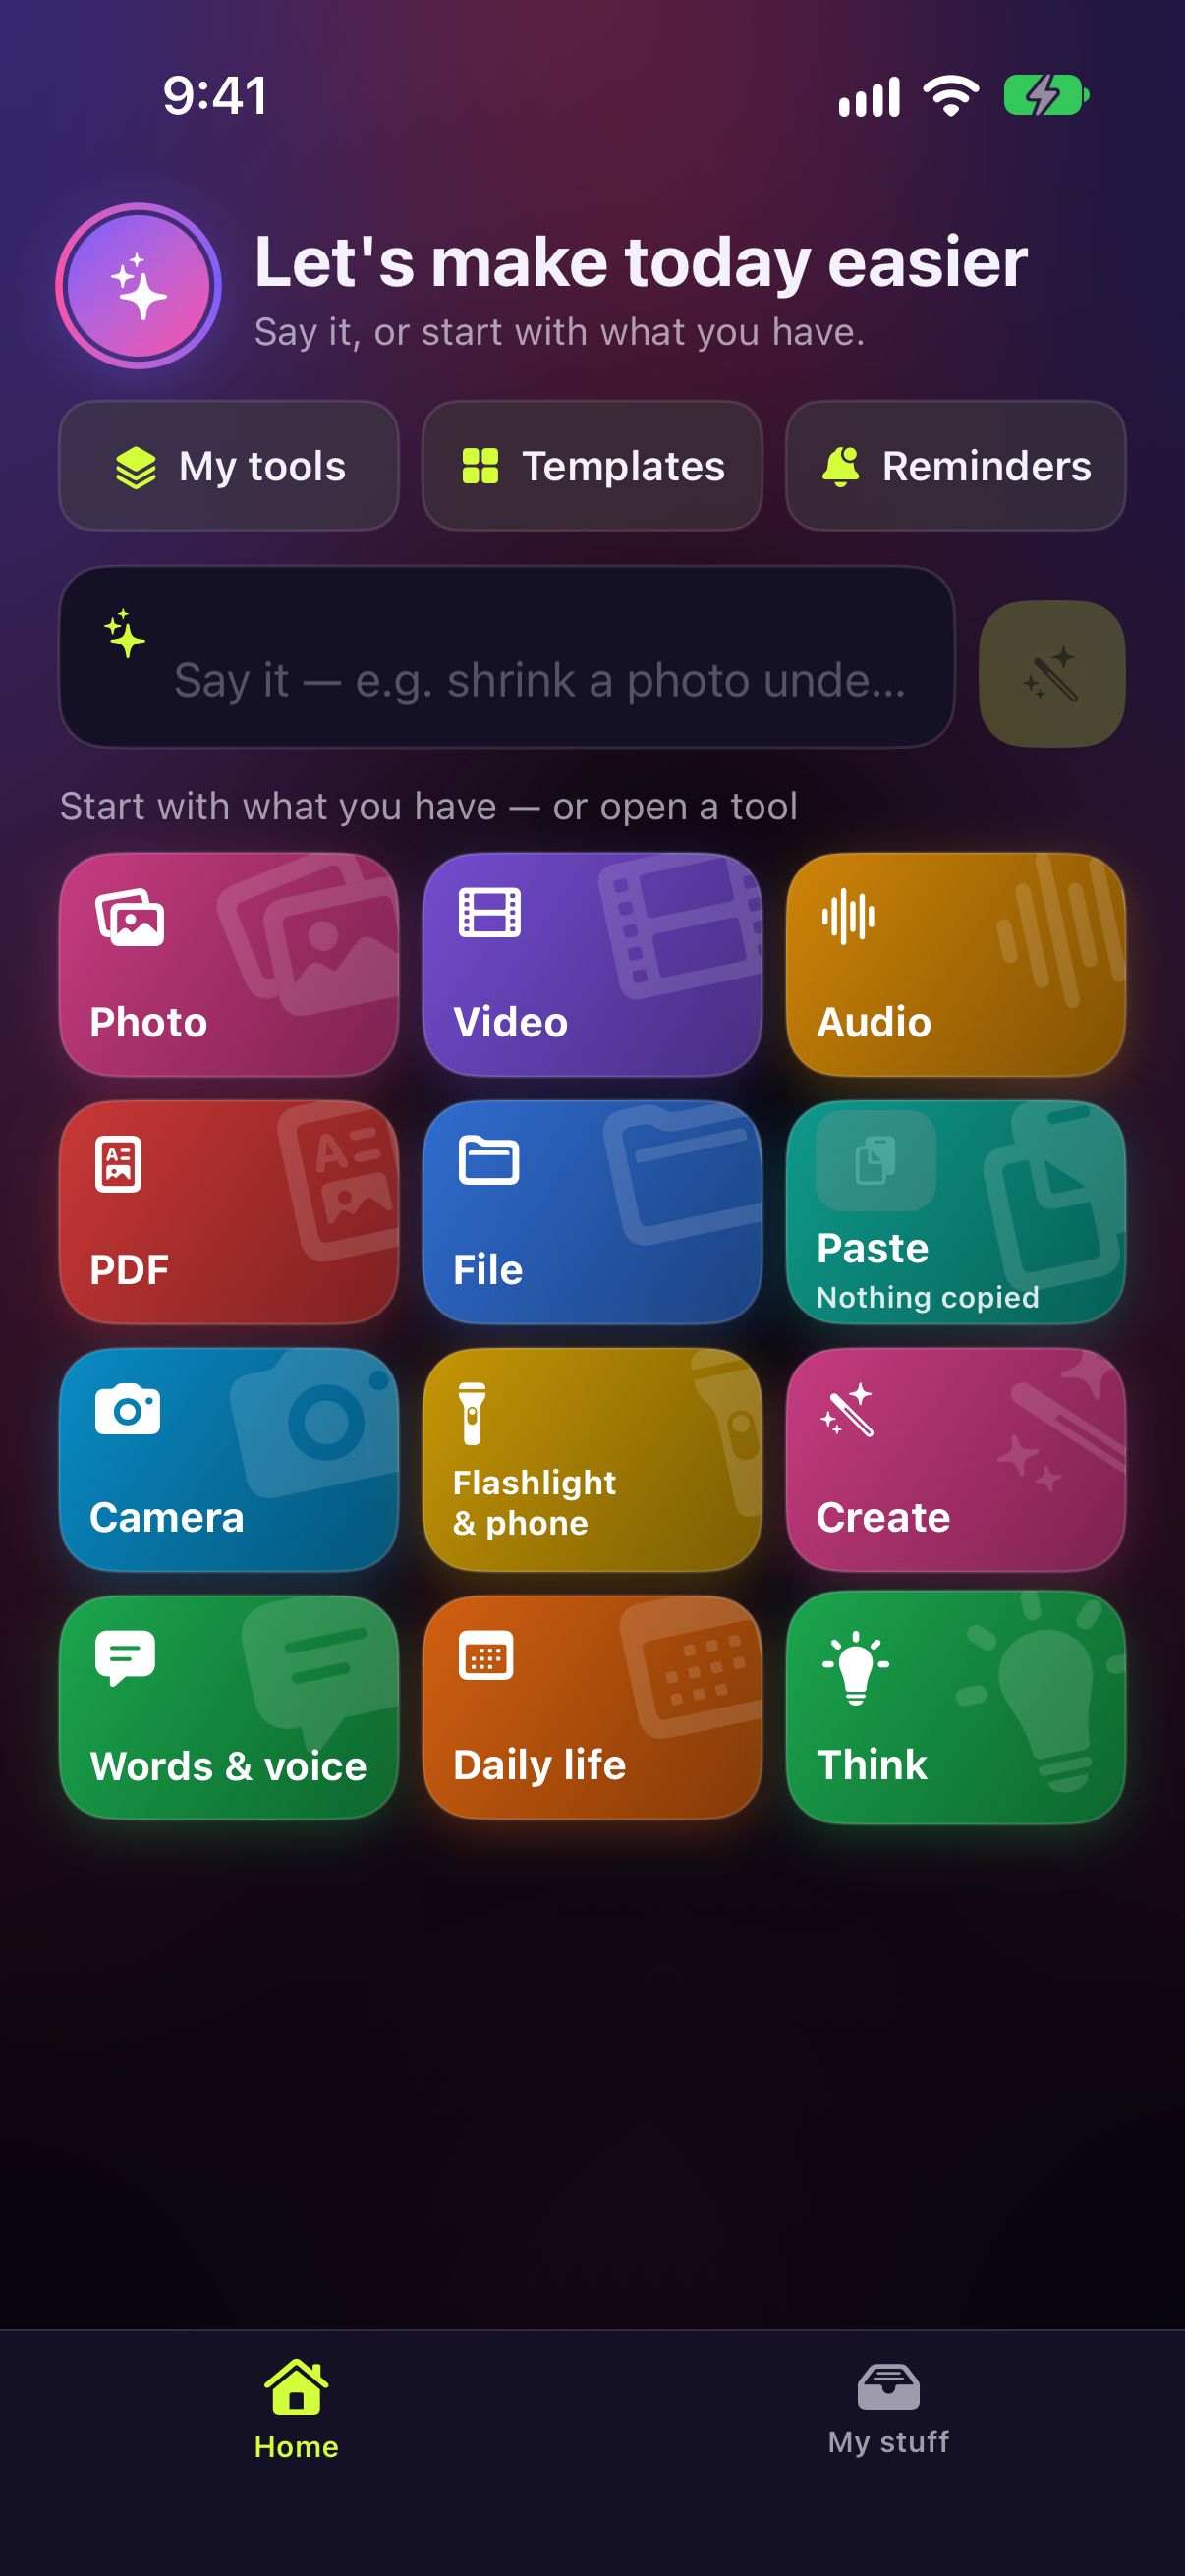 9:41
Let's make today easier
Say it, or start with what you have.
My tools
Templates
Reminders
Say it — e.g. shrink a photo unde...
Start with what you have — or open a tool
Photo
Video
Audio
PDF
File
Paste
Nothing copied
Camera
Flashlight
& phone
Create
Words & voice
Daily life
Think
Home
My stuff